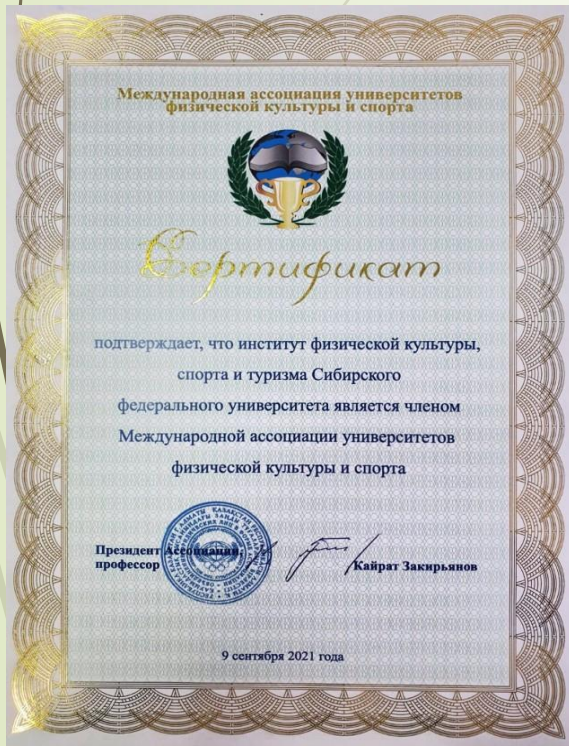 Международная ассоциация университетов
физической культуры и спорта
Сертификат
подтверждает, что институт физической культуры,
спорта и туризма Сибирского
федерального университета является членом
Международной ассоциации университетов
физической культуры и спорта
Президент Ассоциации,
профессор
Кайрат Закирьянов
9 сентября 2021 года